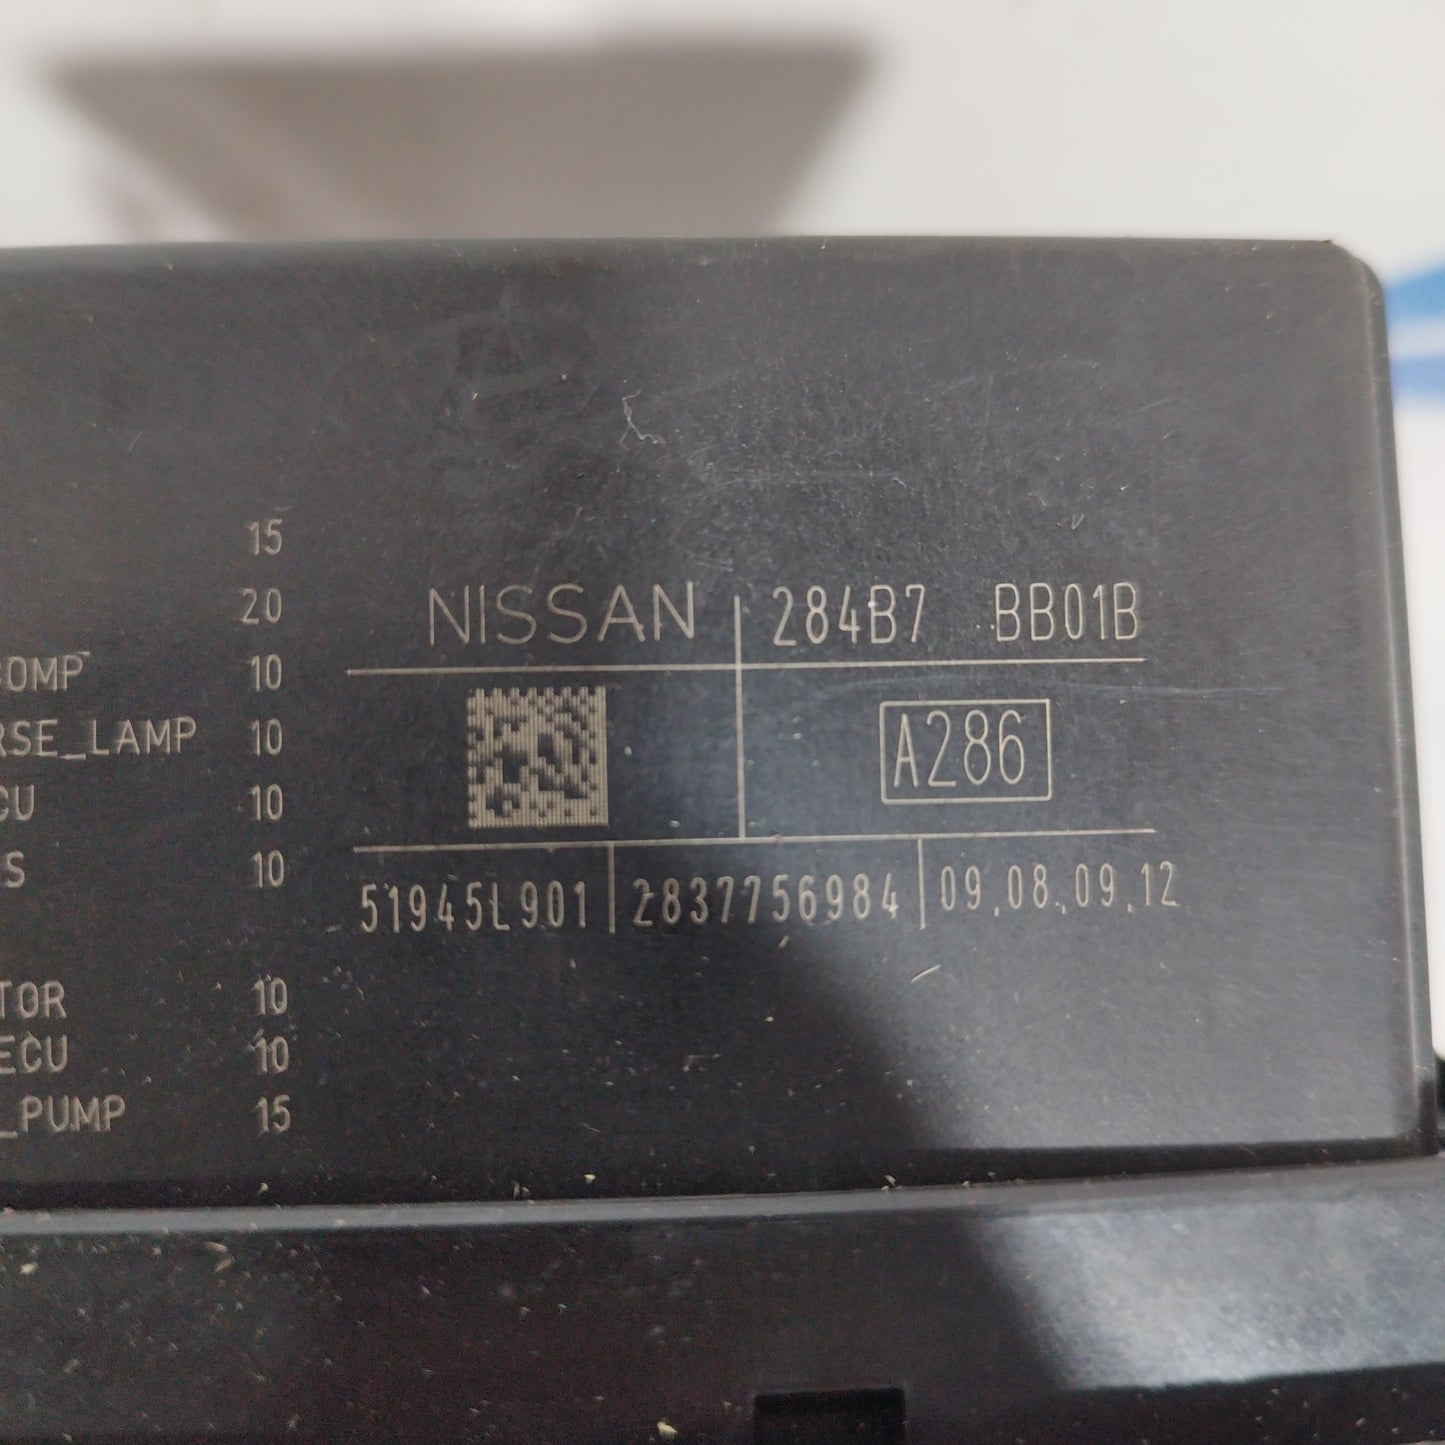 15
20
COMP 10
RSE_LAMP 10
CU 10
S 10
TOR 10
ECU 10
_PUMP 15
NISSAN 284B7 BB01B
A286
51945L901 2837756984 09.08.09.12